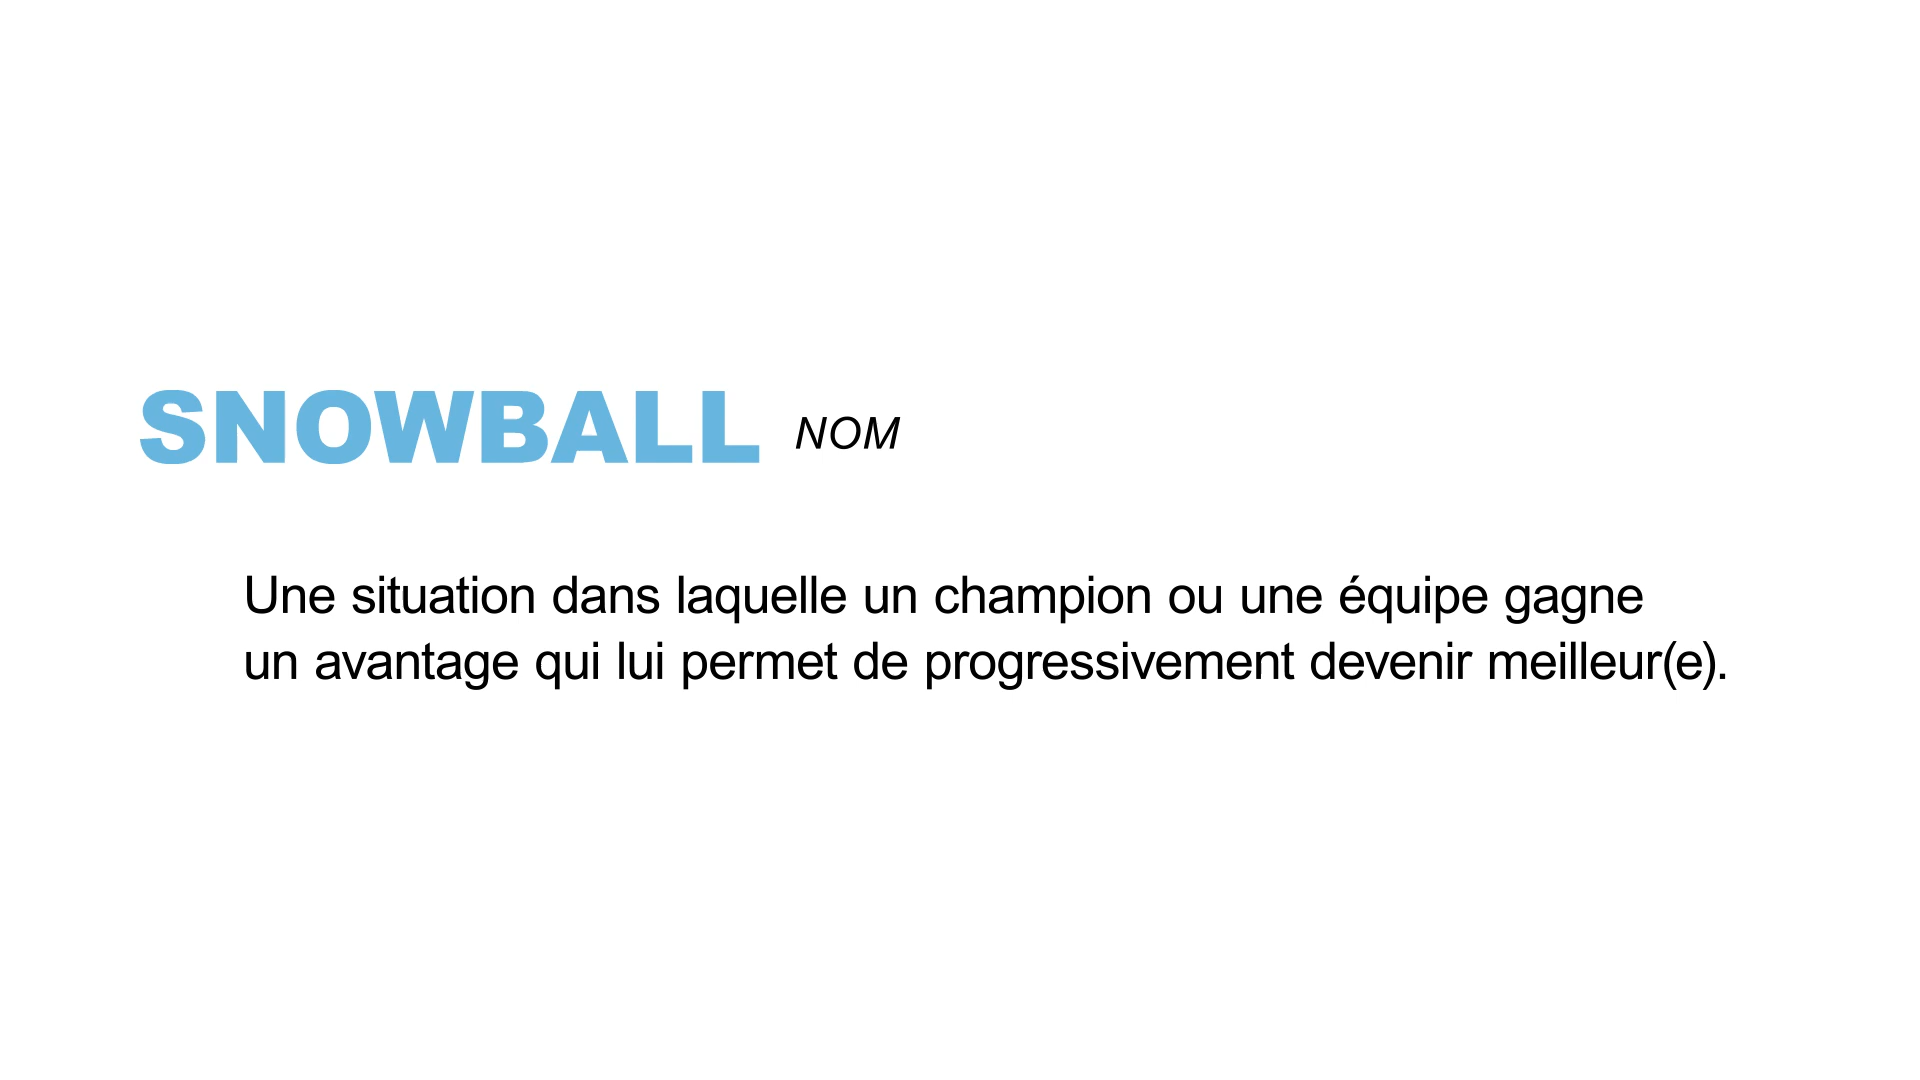 SNOWBALL NOM
Une situation dans laquelle un champion ou une équipe gagne
un avantage qui lui permet de progressivement devenir meilleur(e).